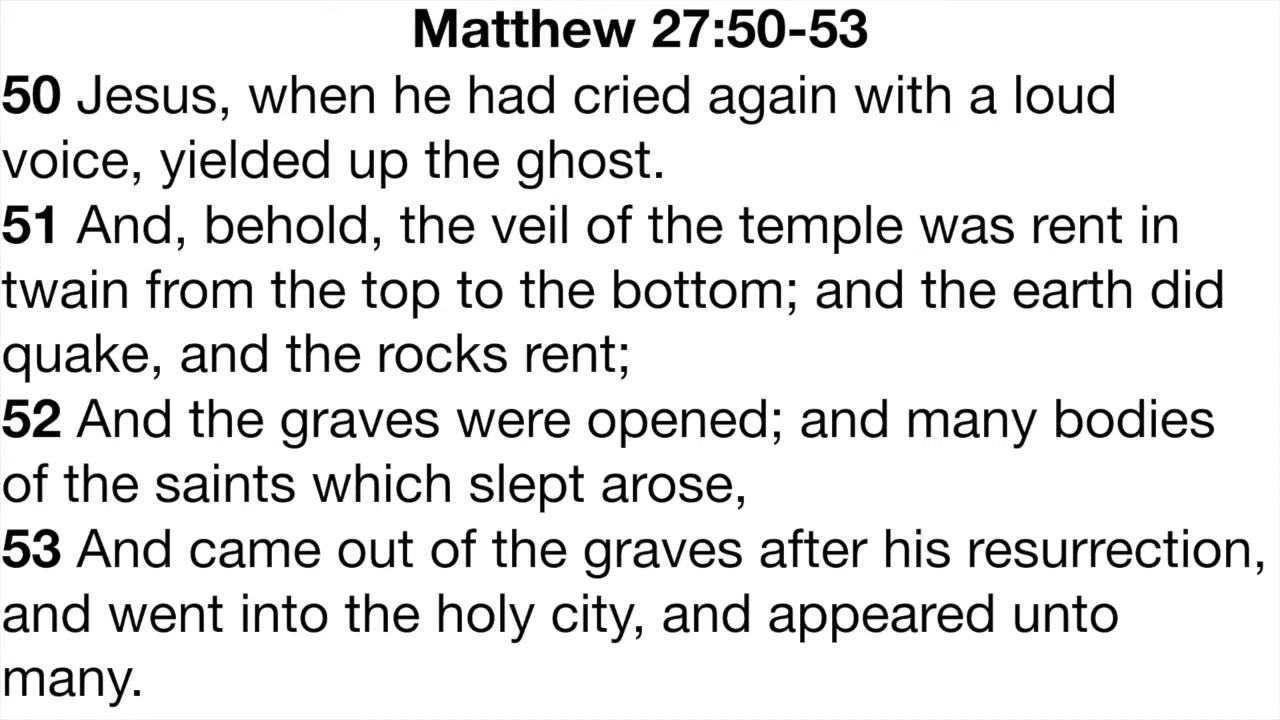 Matthew 27:50-53
50 Jesus, when he had cried again with a loud
voice, yielded up the ghost.
51 And, behold, the veil of the temple was rent in
twain from the top to the bottom; and the earth did
quake, and the rocks rent;
52 And the graves were opened; and many bodies
of the saints which slept arose,
53 And came out of the graves after his resurrection,
and went into the holy city, and appeared unto
many.